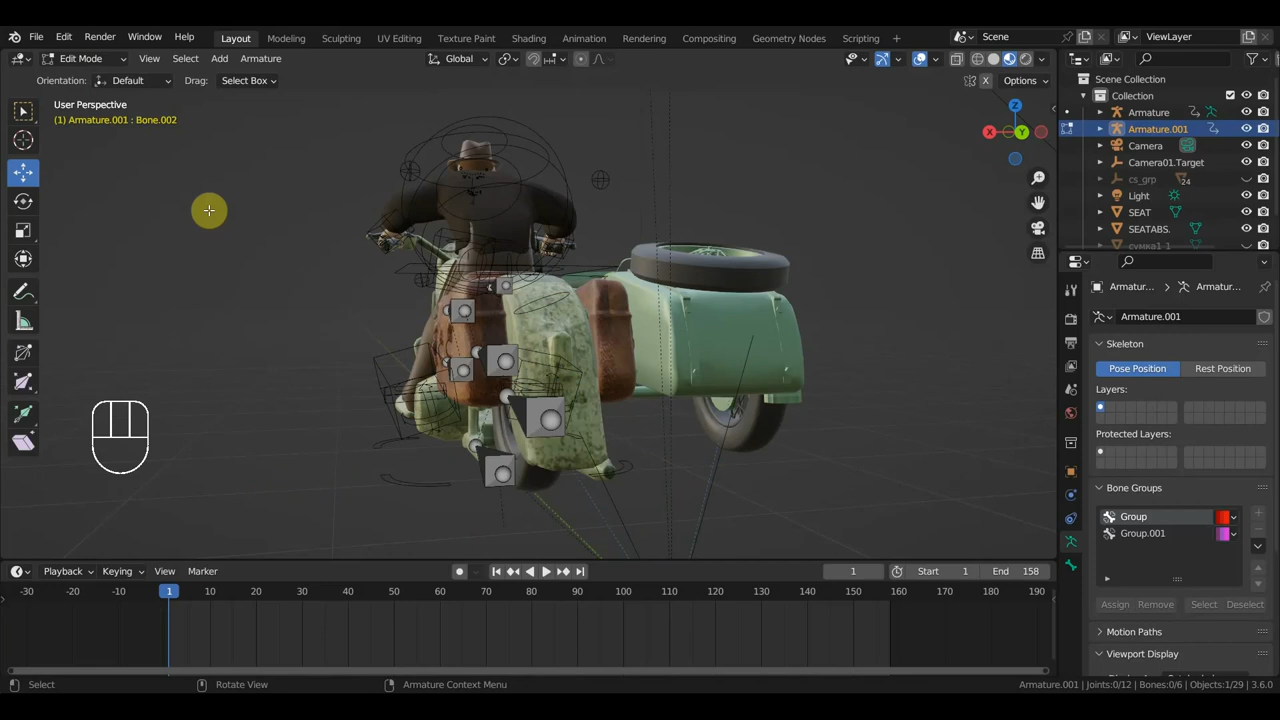 File Edit Render Window Help Layout Modeling Sculpting UV Editing Texture Paint Shading Animation Rendering Compositing Geometry Nodes Scripting + Scene ViewLayer
Edit Mode View Select Add Armature Global
Orientation: Default Drag: Select Box X Options
User Perspective
(1) Armature.001 : Bone.002
Z
X
Y
Scene Collection
Collection
Armature
Armature.001
Camera
Camera01.Target
cs_grp 24
Light
SEAT
SEATABS.
сумка1 1
Armatur... Armatur...
Armature.001
Skeleton
Pose Position Rest Position
Layers:
Protected Layers:
Bone Groups
Group
Group.001
Assign Remove Select Deselect
Motion Paths
Viewport Display
Playback Keying View Marker 1 Start 1 End 158
-30 -20 -10 1 10 20 30 40 50 60 70 80 90 100 110 120 130 140 150 160 170 180 190
Select Rotate View Armature Context Menu Armature.001 | Joints:0/12 | Bones:0/6 | Objects:1/29 | 3.6.0